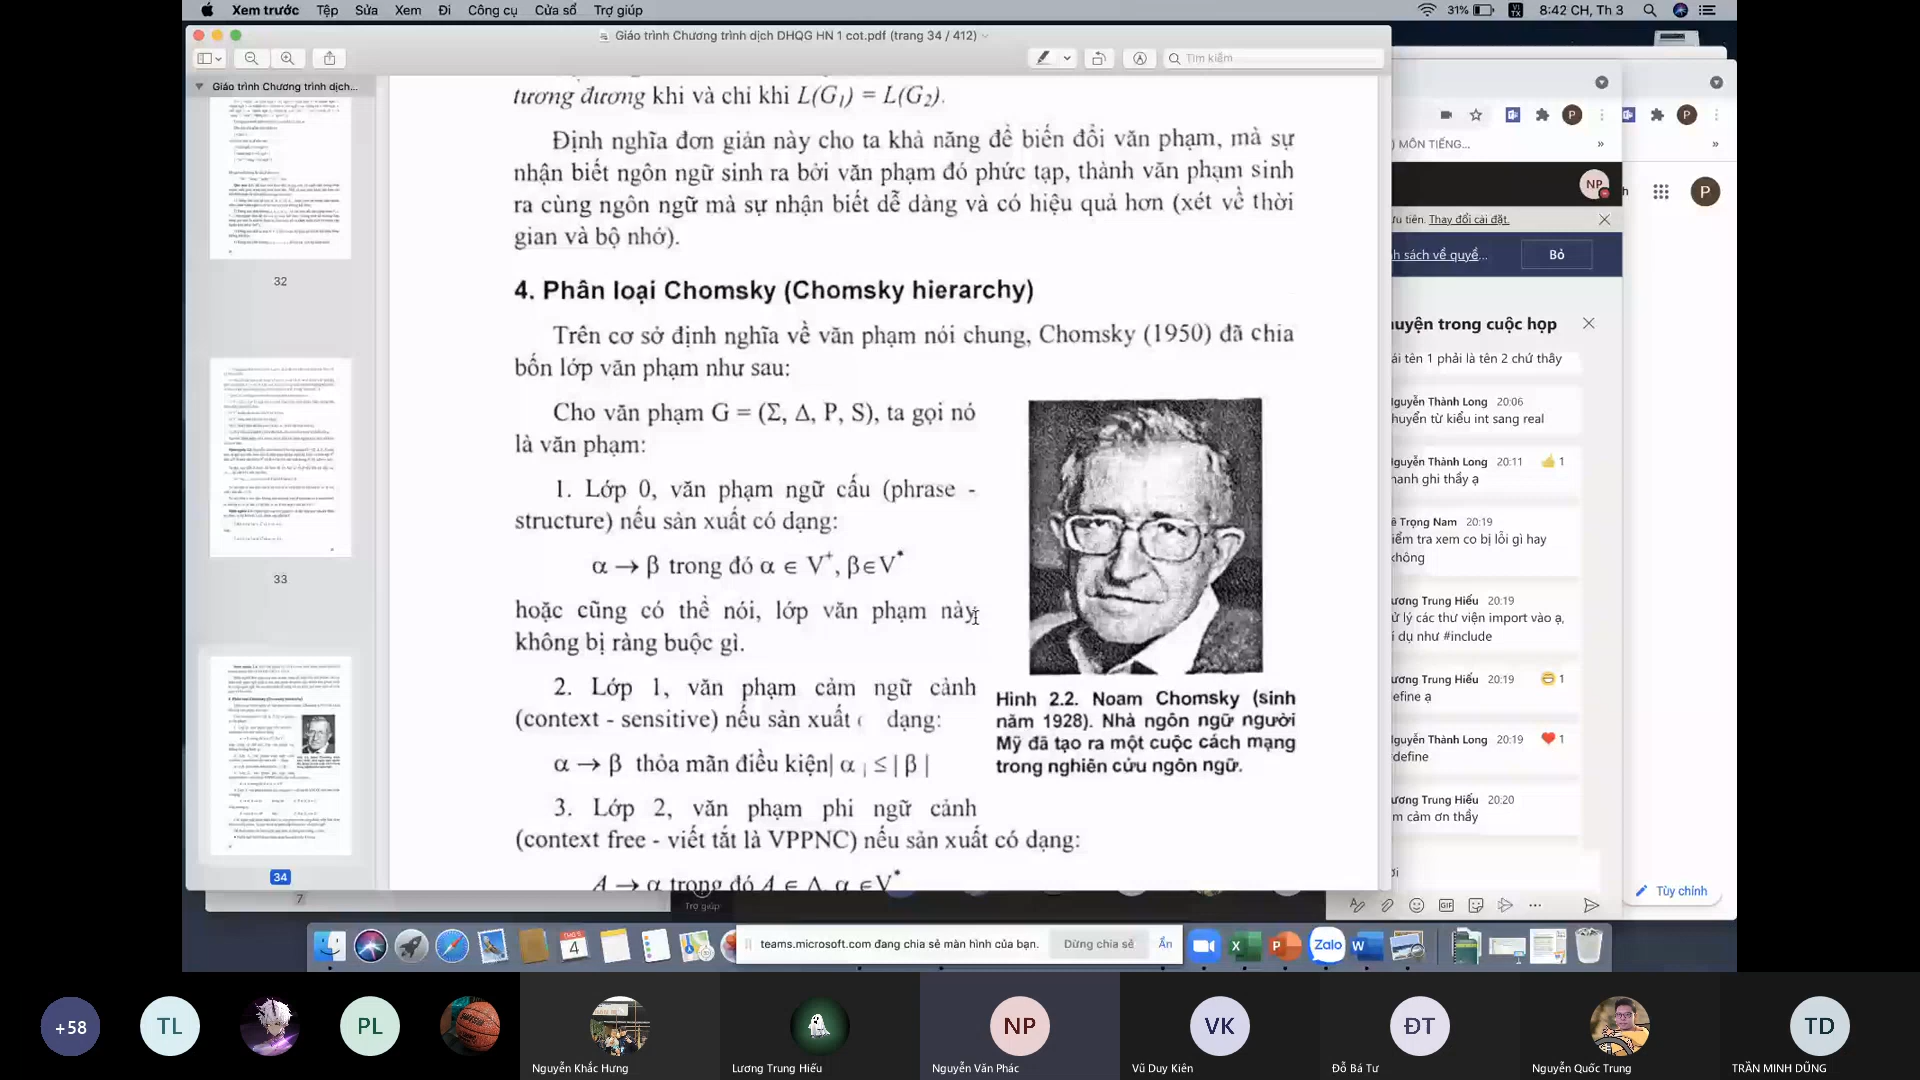 Xem trước Tệp Sửa Xem Đi Công cụ Cửa sổ Trợ giúp
31% 8:42 CH, Th 3
Giáo trình Chương trình dịch DHQG HN 1 cot.pdf (trang 34 / 412)
Tìm kiếm
Giáo trình Chương trình dịch...
32
33
34
7
tương đương khi và chỉ khi L(G₁) = L(G₂).
Định nghĩa đơn giản này cho ta khả năng để biến đổi văn phạm, mà sự
nhận biết ngôn ngữ sinh ra bởi văn phạm đó phức tạp, thành văn phạm sinh
ra cùng ngôn ngữ mà sự nhận biết dễ dàng và có hiệu quả hơn (xét về thời
gian và bộ nhớ).
4. Phân loại Chomsky (Chomsky hierarchy)
Trên cơ sở định nghĩa về văn phạm nói chung, Chomsky (1950) đã chia
bốn lớp văn phạm như sau:
Cho văn phạm G = (Σ, Δ, P, S), ta gọi nó
là văn phạm:
1. Lớp 0, văn phạm ngữ cấu (phrase -
structure) nếu sản xuất có dạng:
α → β trong đó α ∈ V⁺, β∈V*
hoặc cũng có thể nói, lớp văn phạm này
không bị ràng buộc gì.
2. Lớp 1, văn phạm cảm ngữ cảnh
(context - sensitive) nếu sản xuất dạng:
α → β thỏa mãn điều kiện| α | ≤ | β |
3. Lớp 2, văn phạm phi ngữ cảnh
(context free - viết tắt là VPPNC) nếu sản xuất có dạng:
A → α trong đó A ∈ Δ, α ∈V*
Hình 2.2. Noam Chomsky (sinh
năm 1928). Nhà ngôn ngữ người
Mỹ đã tạo ra một cuộc cách mạng
trong nghiên cứu ngôn ngữ.
P
P
) MÔN TIẾNG...
»
»
NP
h
P
ưu tiên. Thay đổi cài đặt.
h sách về quyề...
Bỏ
uyện trong cuộc họp
ái tên 1 phải là tên 2 chứ thầy
guyễn Thành Long 20:06
huyển từ kiểu int sang real
guyễn Thành Long 20:11 1
hanh ghi thầy ạ
ê Trọng Nam 20:19
iểm tra xem co bị lỗi gì hay
không
ương Trung Hiếu 20:19
ử lý các thư viện import vào ạ,
í dụ như #include
ương Trung Hiếu 20:19 1
efine ạ
guyễn Thành Long 20:19 1
define
ương Trung Hiếu 20:20
m cảm ơn thầy
ời
Tùy chỉnh
Trợ giúp
GIF
4
teams.microsoft.com đang chia sẻ màn hình của bạn. Dừng chia sẻ Ẩn
Zalo
+58
TL
PL
Nguyễn Khắc Hưng
Lương Trung Hiếu
NP
Nguyễn Văn Phác
VK
Vũ Duy Kiên
ĐT
Đỗ Bá Tư
Nguyễn Quốc Trung
TD
TRẦN MINH DŨNG